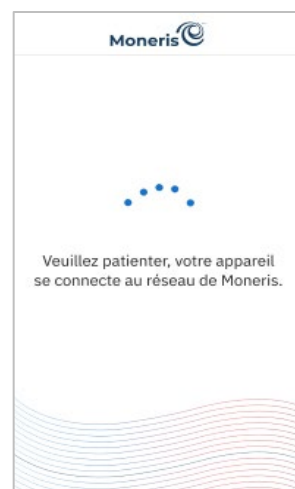 Moneris
Veuillez patienter, votre appareil
se connecte au réseau de Moneris.